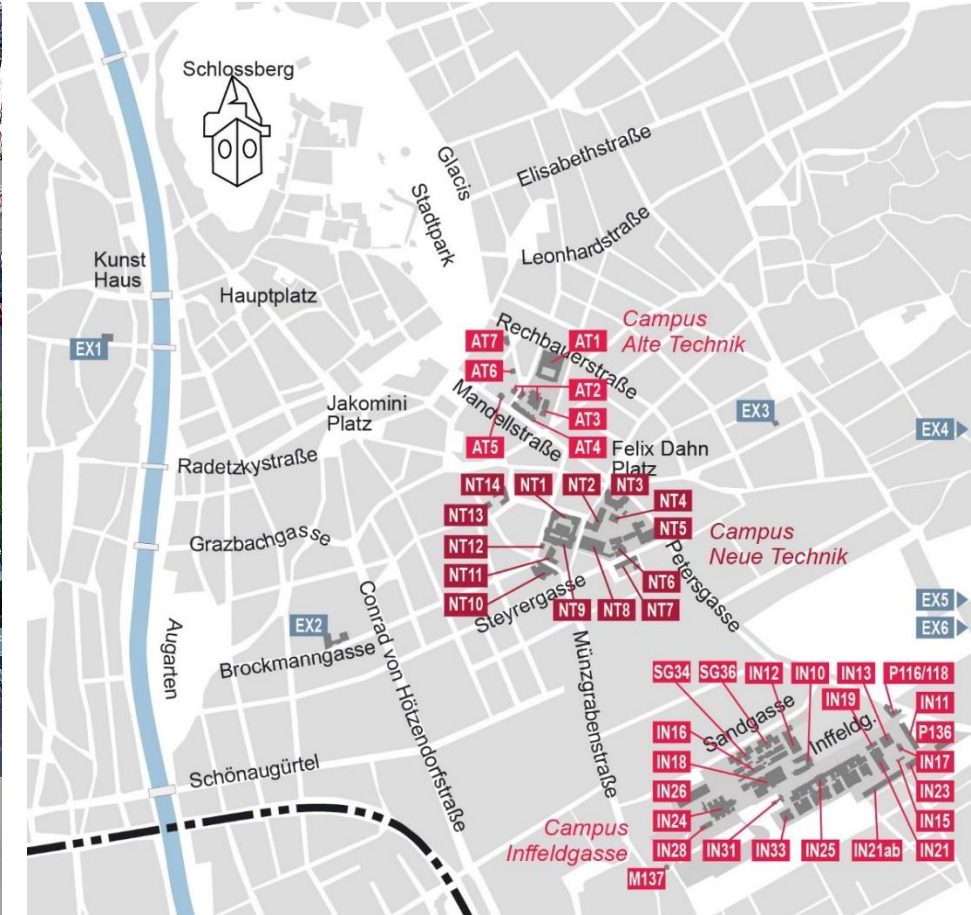 Schlossberg
Glacis
Elisabethstraße
Stadtpark
Leonhardstraße
Kunst
Haus
Hauptplatz
EX1
Rechbauerstraße
Campus
Alte Technik
AT7
AT1
AT6
AT2
AT3
AT5
AT4
Mandellstraße
Jakomini
Platz
EX3
EX4
Felix Dahn
Platz
Radetzkystraße
NT14
NT1
NT2
NT3
NT4
NT13
NT5
Campus
Neue Technik
Grazbachgasse
NT12
NT11
NT6
NT10
NT9
NT8
NT7
Steyrergasse
Petersgasse
EX5
EX6
EX2
Brockmanngasse
Augarten
Conrad von Hötzendorfstraße
Münzgrabenstraße
SG34
SG36
IN12
IN10
IN13
P116/118
IN19
IN11
Sandgasse
Inffeldg.
IN16
P136
IN18
IN17
IN26
IN23
IN24
IN15
IN28
IN31
IN33
IN25
IN21ab
IN21
Schönaugürtel
Campus
Inffeldgasse
M137